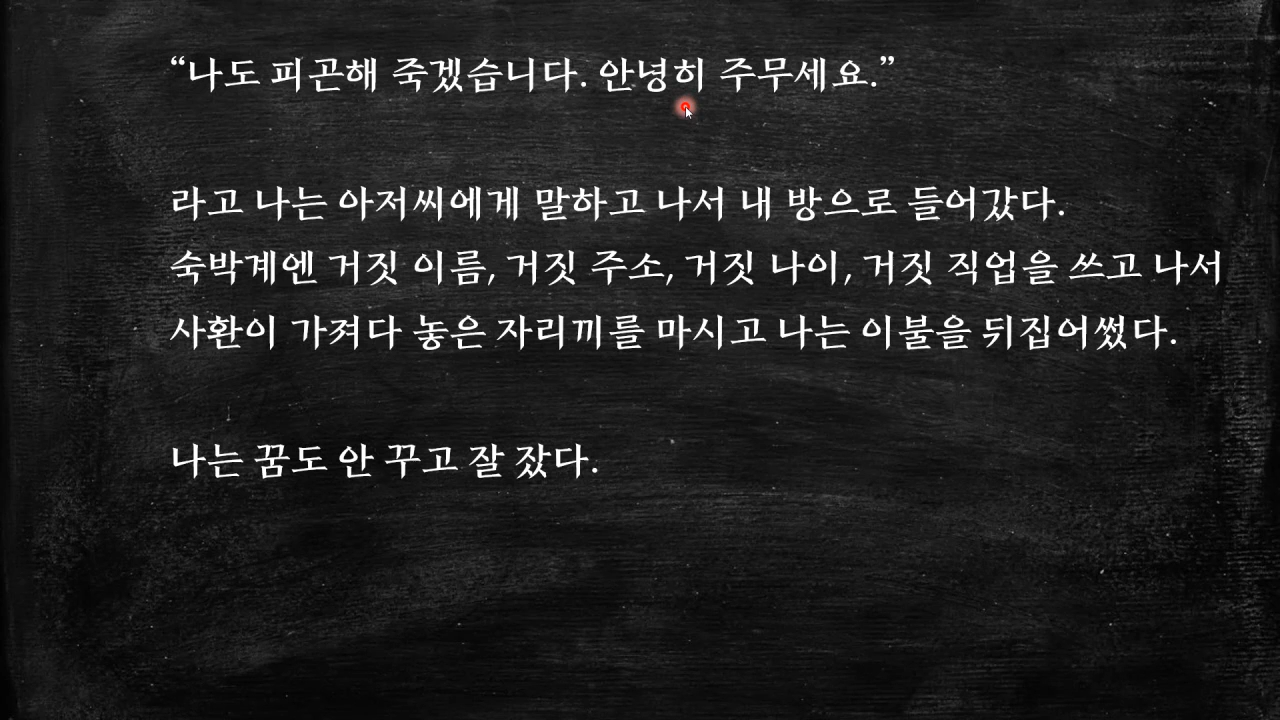 “나도 피곤해 죽겠습니다. 안녕히 주무세요.”
라고 나는 아저씨에게 말하고 나서 내 방으로 들어갔다.
숙박계엔 거짓 이름, 거짓 주소, 거짓 나이, 거짓 직업을 쓰고 나서
사환이 가져다 놓은 자리끼를 마시고 나는 이불을 뒤집어썼다.
나는 꿈도 안 꾸고 잘 잤다.